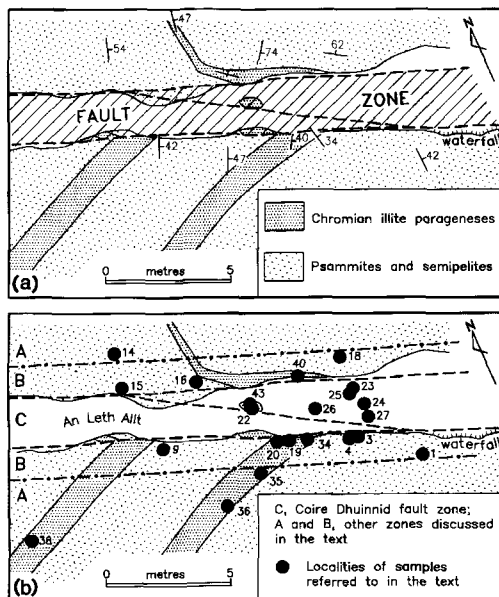 47
54
74
62
N
FAULT
ZONE
42
47
40
34
42
waterfall
Chromian illite parageneses
Psammites and semipelites
0 metres 5
(a)
N
A
14
18
40
B
15
16
23
25
43
24
C
An Leth Allt
22
26
27
9
20
19
34
4
3
1
waterfall
B
35
A
36
38
0 metres 5
C, Coire Dhuinnid fault zone;
A and B, other zones discussed
in the text
Localities of samples
referred to in the text
(b)